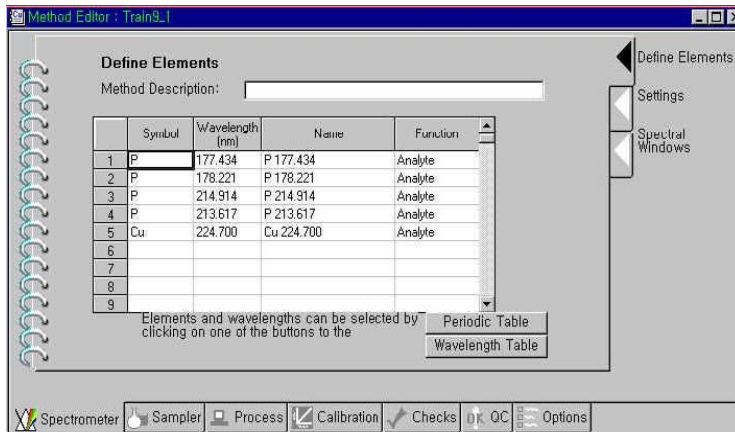 Method Editor : Train9_1
Define Elements
Method Description:
Symbol Wavelength (nm) Name Function
1 P 177.434 P 177.434 Analyte
2 P 178.221 P 178.221 Analyte
3 P 214.914 P 214.914 Analyte
4 P 213.617 P 213.617 Analyte
5 Cu 224.700 Cu 224.700 Analyte
6
7
8
9
Elements and wavelengths can be selected by
clicking on one of the buttons to the
Periodic Table
Wavelength Table
Define Elements
Settings
Spectral
Windows
Spectrometer Sampler Process Calibration Checks OK QC Options